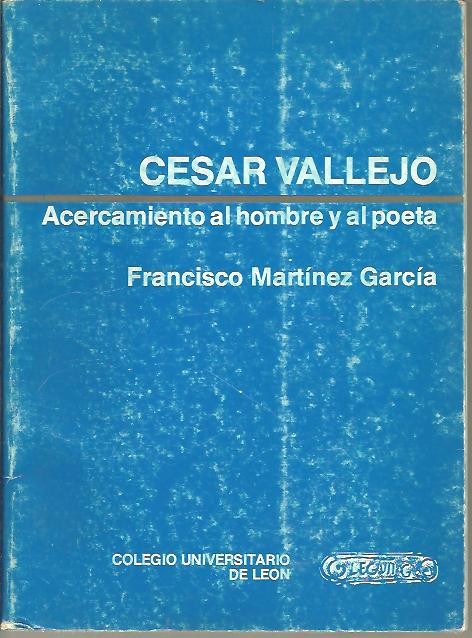 CESAR VALLEJO
Acercamiento al hombre y al poeta
Francisco Martínez García
COLEGIO UNIVERSITARIO
DE LEON